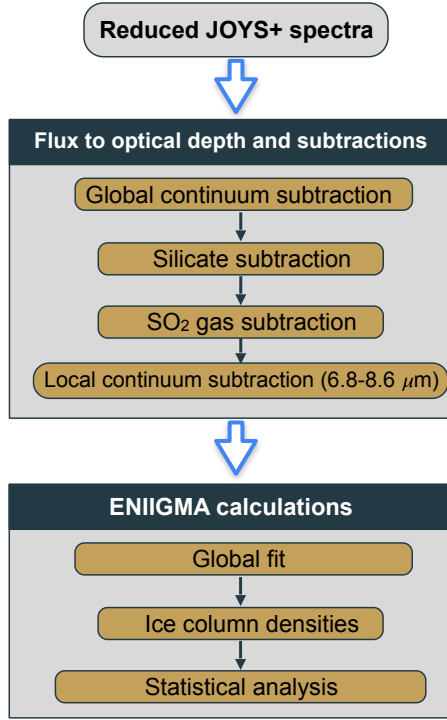 Reduced JOYS+ spectra
Flux to optical depth and subtractions
Global continuum subtraction
Silicate subtraction
SO₂ gas subtraction
Local continuum subtraction (6.8-8.6 μm)
ENIIGMA calculations
Global fit
Ice column densities
Statistical analysis